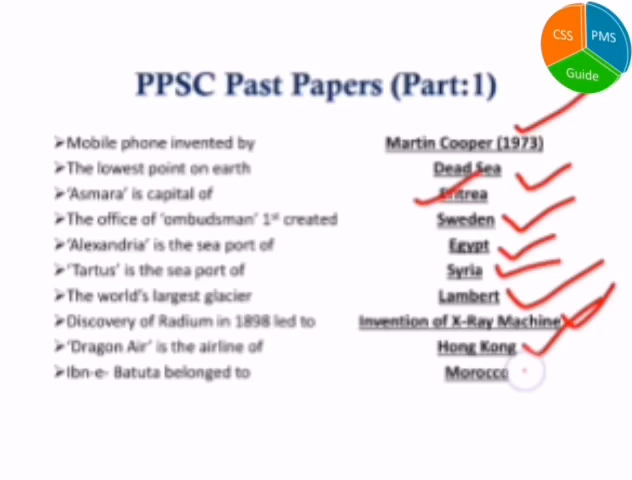 CSS PMS
Guide
PPSC Past Papers (Part:1)
➢Mobile phone invented by Martin Cooper (1973)
➢The lowest point on earth Dead Sea
➢'Asmara' is capital of Eritrea
➢The office of 'ombudsman' 1st created Sweden
➢'Alexandria' is the sea port of Egypt
➢'Tartus' is the sea port of Syria
➢The world's largest glacier Lambert
➢Discovery of Radium in 1898 led to Invention of X-Ray Machine
➢'Dragon Air' is the airline of Hong Kong
➢Ibn-e- Batuta belonged to Morocco